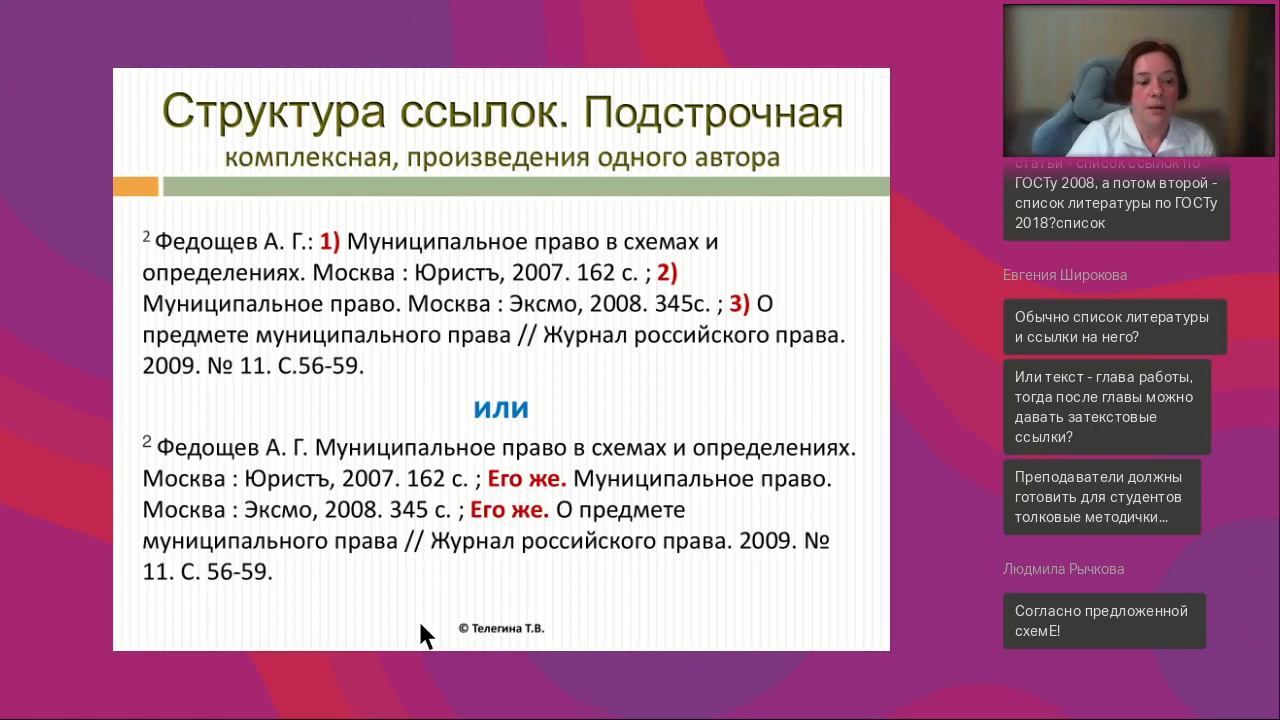 Структура ссылок. Подстрочная
комплексная, произведения одного автора
2 Федощев А. Г.: 1) Муниципальное право в схемах и
определениях. Москва : Юристъ, 2007. 162 с. ; 2)
Муниципальное право. Москва : Эксмо, 2008. 345с. ; 3) О
предмете муниципального права // Журнал российского права.
2009. № 11. С.56-59.
или
2 Федощев А. Г. Муниципальное право в схемах и определениях.
Москва : Юристъ, 2007. 162 с. ; Его же. Муниципальное право.
Москва : Эксмо, 2008. 345 с. ; Его же. О предмете
муниципального права // Журнал российского права. 2009. №
11. С. 56-59.
© Телегина Т.В.
статьи - список ссылок по
ГОСТу 2008, а потом второй -
список литературы по ГОСТу
2018?список
Евгения Широкова
Обычно список литературы
и ссылки на него?
Или текст - глава работы,
тогда после главы можно
давать затекстовые
ссылки?
Преподаватели должны
готовить для студентов
толковые методички...
Людмила Рычкова
Согласно предложенной
схемЕ!